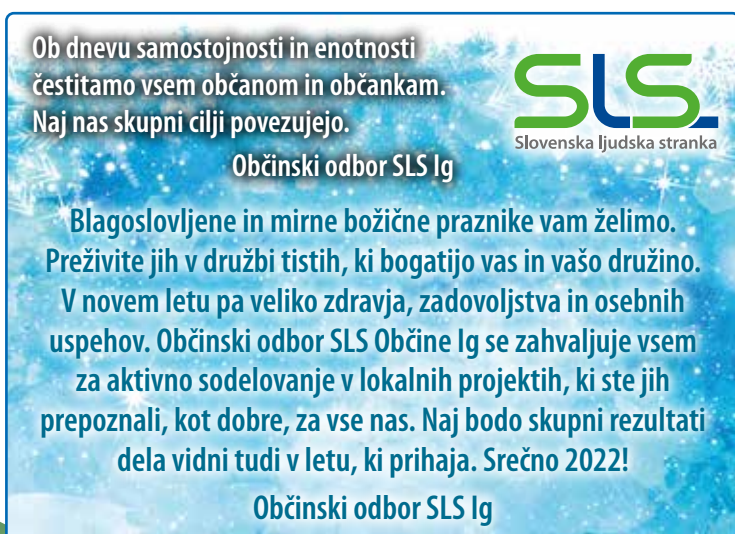 Ob dnevu samostojnosti in enotnosti
čestitamo vsem občanom in občankam.
Naj nas skupni cilji povezujejo.
Občinski odbor SLS Ig
SLS
Slovenska ljudska stranka
Blagoslovljene in mirne božične praznike vam želimo.
Preživite jih v družbi tistih, ki bogatijo vas in vašo družino.
V novem letu pa veliko zdravja, zadovoljstva in osebnih
uspehov. Občinski odbor SLS Občine Ig se zahvaljuje vsem
za aktivno sodelovanje v lokalnih projektih, ki ste jih
prepoznali, kot dobre, za vse nas. Naj bodo skupni rezultati
dela vidni tudi v letu, ki prihaja. Srečno 2022!
Občinski odbor SLS Ig